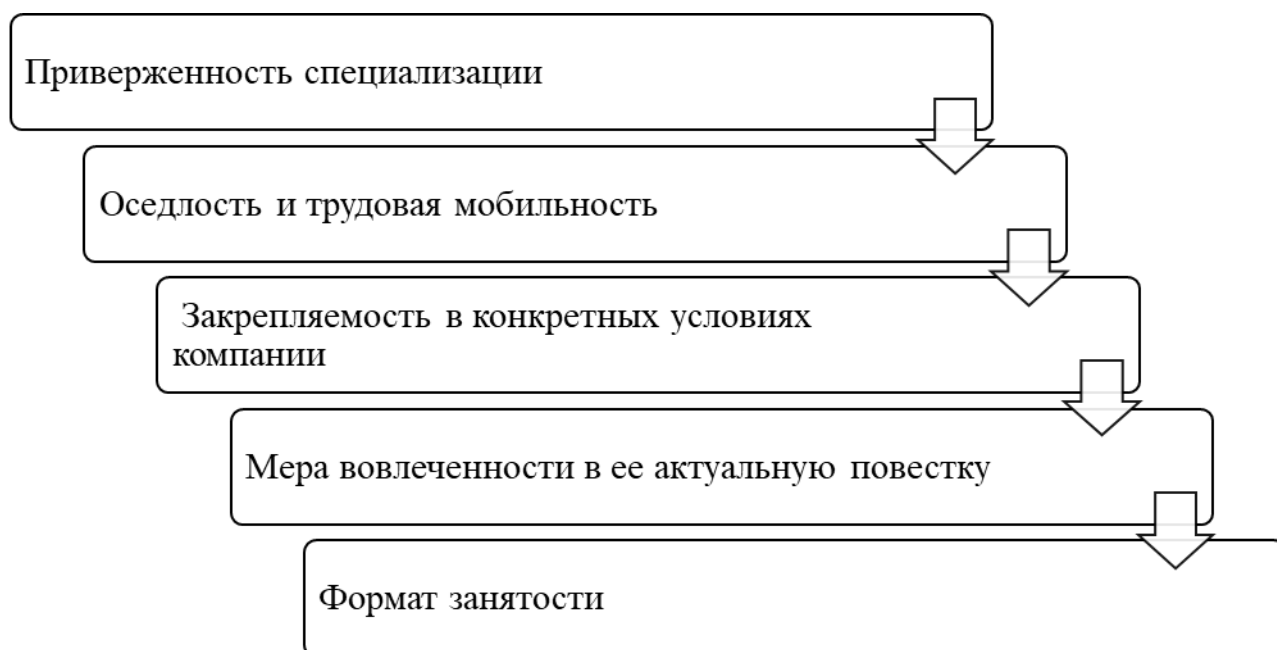 Приверженность специализации
Оседлость и трудовая мобильность
Закрепляемость в конкретных условиях
компании
Мера вовлеченности в ее актуальную повестку
Формат занятости